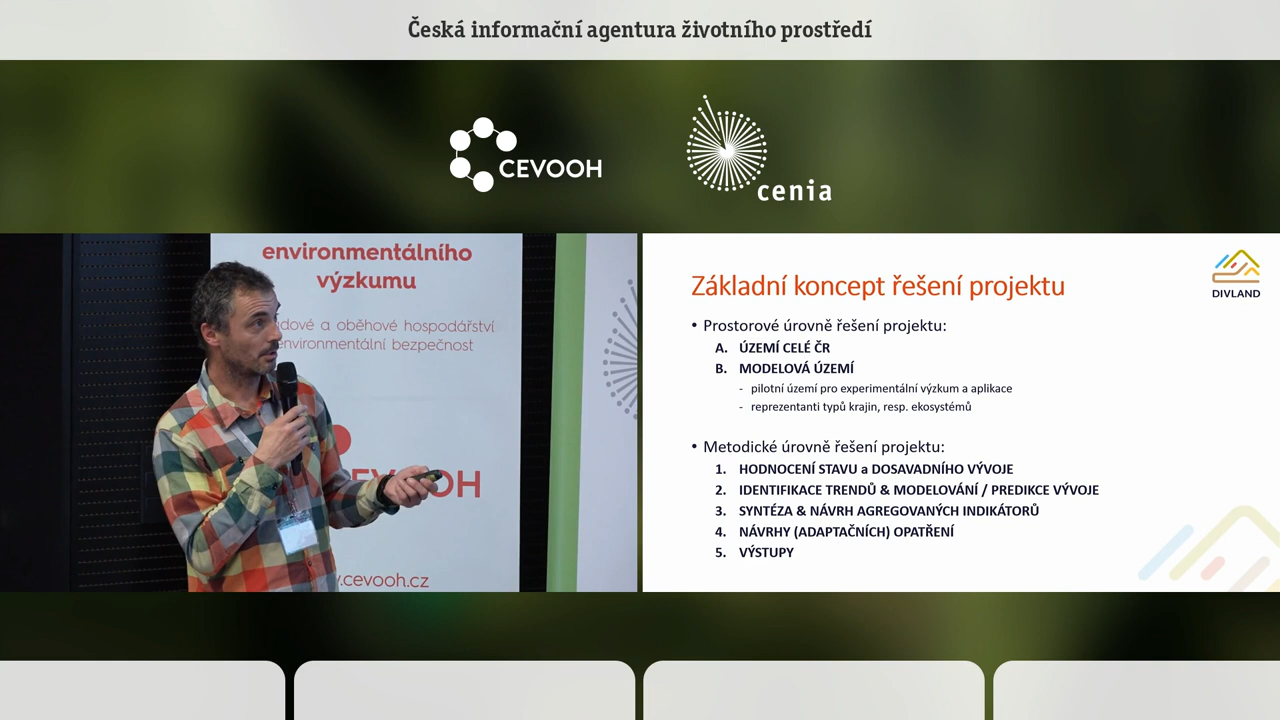 Česká informační agentura životního prostředí
CEVOOH
cenia
environmentálního
výzkumu
dové a oběhové hospodářství
environmentální bezpečnost
CEVOOH
.cevooh.cz
DIVLAND
Základní koncept řešení projektu
• Prostorové úrovně řešení projektu:
A. ÚZEMÍ CELÉ ČR
B. MODELOVÁ ÚZEMÍ
- pilotní území pro experimentální výzkum a aplikace
- reprezentanti typů krajin, resp. ekosystémů
• Metodické úrovně řešení projektu:
1. HODNOCENÍ STAVU a DOSAVADNÍHO VÝVOJE
2. IDENTIFIKACE TRENDŮ & MODELOVÁNÍ / PREDIKCE VÝVOJE
3. SYNTÉZA & NÁVRH AGREGOVANÝCH INDIKÁTORŮ
4. NÁVRHY (ADAPTAČNÍCH) OPATŘENÍ
5. VÝSTUPY